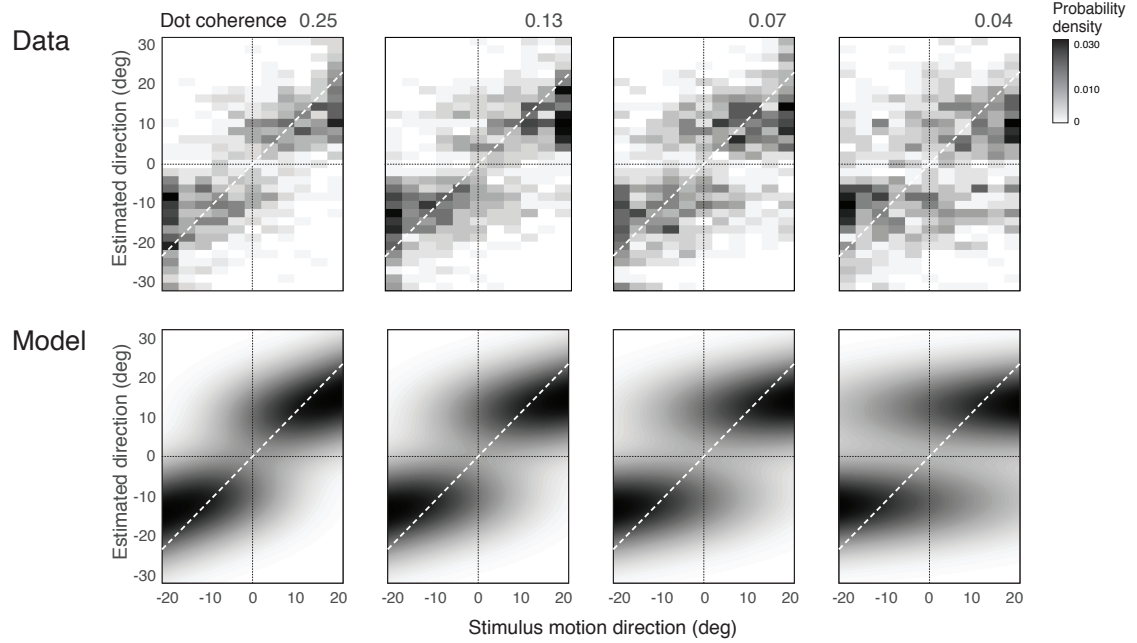 Dot coherence 0.25
0.13
0.07
0.04
Probability
density
0.030
0.010
0
Data
Estimated direction (deg)
30
20
10
0
-10
-20
-30
Model
Estimated direction (deg)
30
20
10
0
-10
-20
-30
-20 -10 0 10 20
-20 -10 0 10 20
-20 -10 0 10 20
-20 -10 0 10 20
Stimulus motion direction (deg)